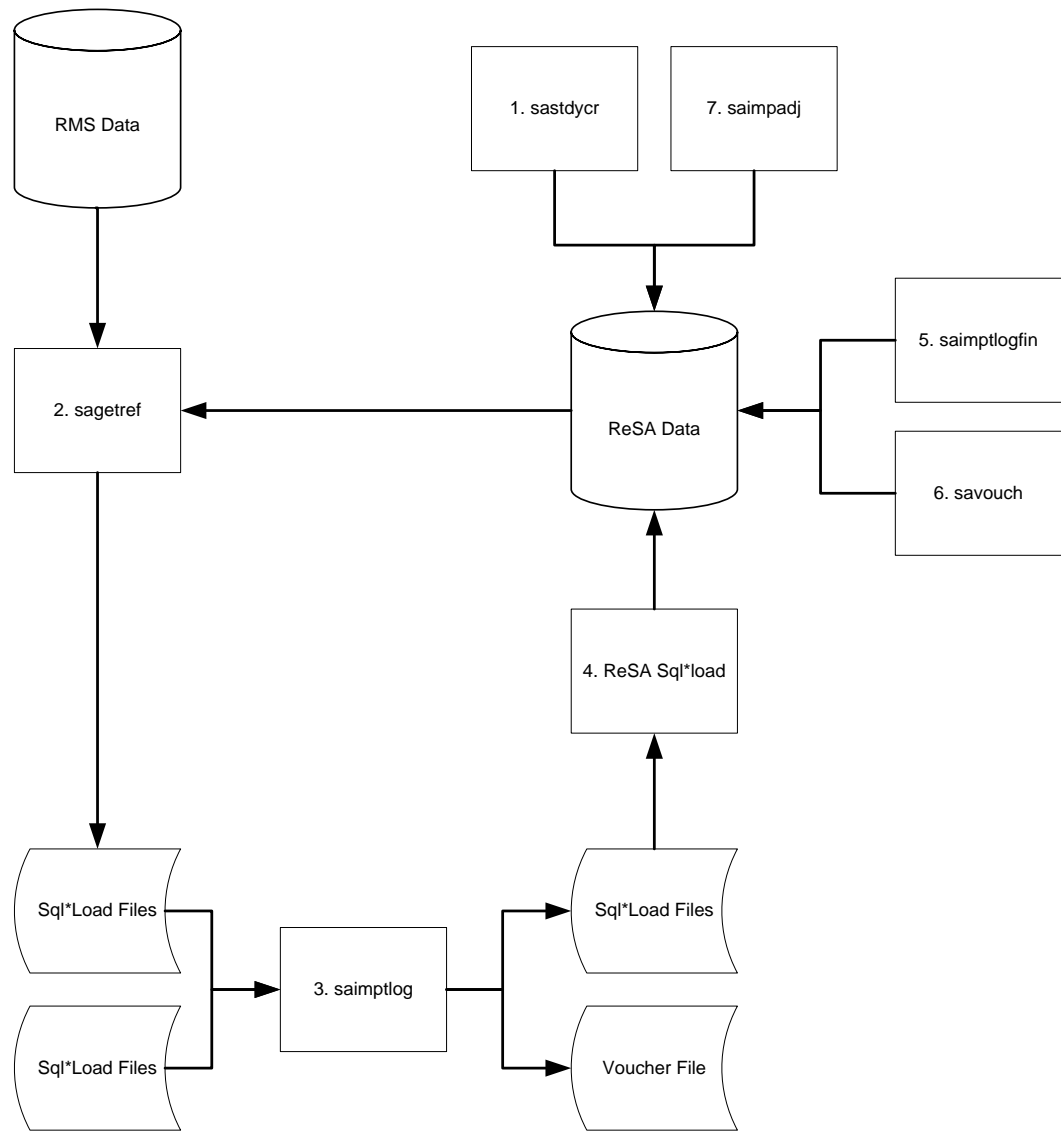 RMS Data
1. sastdycr
7. saimpadj
2. sagetref
ReSA Data
5. saimptlogfin
6. savouch
4. ReSA Sql*load
Sql*Load Files
Sql*Load Files
3. saimptlog
Sql*Load Files
Voucher File